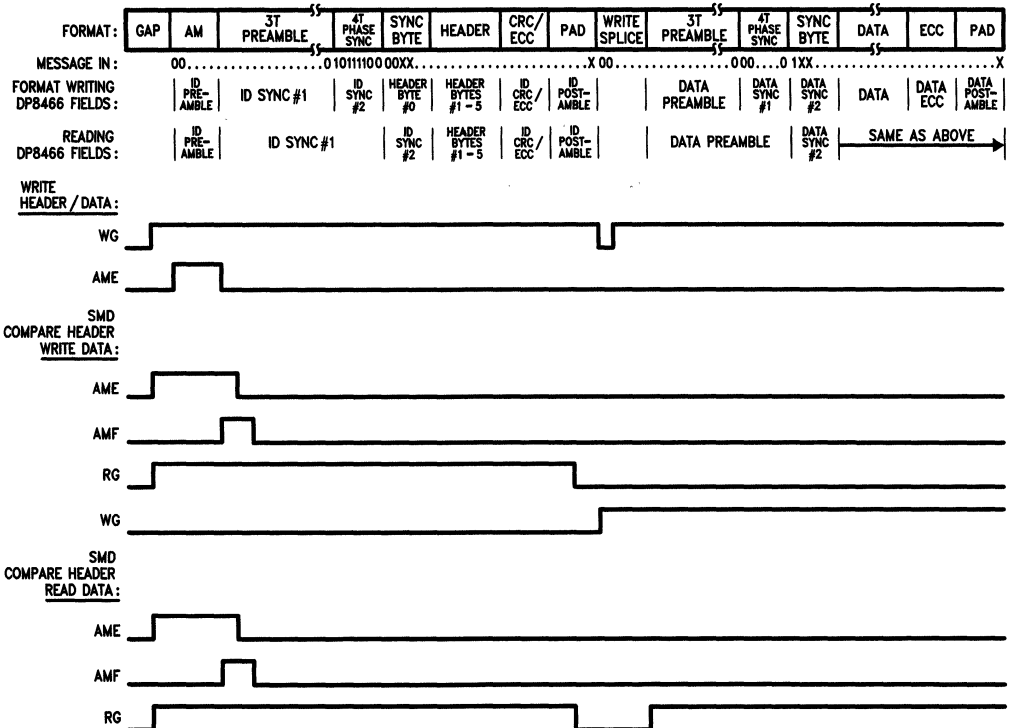 FORMAT: GAP AM 3T PREAMBLE 4T PHASE SYNC SYNC BYTE HEADER CRC/ECC PAD WRITE SPLICE 3T PREAMBLE 4T PHASE SYNC SYNC BYTE DATA ECC PAD
MESSAGE IN: 00.......................010111100 00XX.............................X 00.......................000....0 1XX.............................X
FORMAT WRITING DP8466 FIELDS: ID PRE-AMBLE ID SYNC #1 ID SYNC #2 HEADER BYTE #0 HEADER BYTES #1-5 ID CRC/ECC ID POST-AMBLE DATA PREAMBLE DATA SYNC #1 DATA SYNC #2 DATA DATA ECC DATA POST-AMBLE
READING DP8466 FIELDS: ID PRE-AMBLE ID SYNC #1 ID SYNC #2 HEADER BYTES #1-5 ID CRC/ECC ID POST-AMBLE DATA PREAMBLE DATA SYNC #2 SAME AS ABOVE
WRITE
HEADER/DATA:
WG
AME
SMD
COMPARE HEADER
WRITE DATA:
AME
AMF
RG
WG
SMD
COMPARE HEADER
READ DATA:
AME
AMF
RG